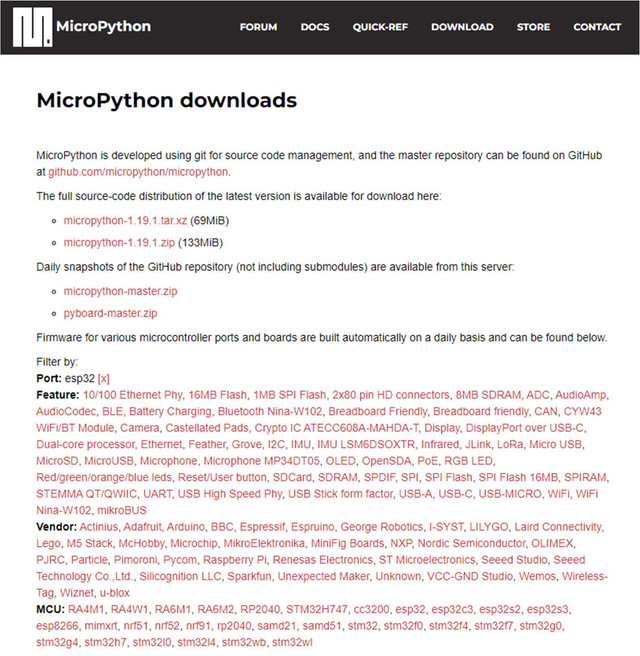 MicroPython
FORUM DOCS QUICK-REF DOWNLOAD STORE CONTACT
MicroPython downloads
MicroPython is developed using git for source code management, and the master repository can be found on GitHub
at github.com/micropython/micropython.
The full source-code distribution of the latest version is available for download here:
micropython-1.19.1.tar.xz (69MiB)
micropython-1.19.1.zip (133MiB)
Daily snapshots of the GitHub repository (not including submodules) are available from this server:
micropython-master.zip
pyboard-master.zip
Firmware for various microcontroller ports and boards are built automatically on a daily basis and can be found below.
Filter by:
Port: esp32 [x]
Feature: 10/100 Ethernet Phy, 16MB Flash, 1MB SPI Flash, 2x80 pin HD connectors, 8MB SDRAM, ADC, AudioAmp,
AudioCodec, BLE, Battery Charging, Bluetooth Nina-W102, Breadboard Friendly, Breadboard friendly, CAN, CYW43
WiFi/BT Module, Camera, Castellated Pads, Crypto IC ATECC608A-MAHDA-T, Display, DisplayPort over USB-C,
Dual-core processor, Ethernet, Feather, Grove, I2C, IMU, IMU LSM6DSOXTR, Infrared, JLink, LoRa, Micro USB,
MicroSD, MicroUSB, Microphone, Microphone MP34DT05, OLED, OpenSDA, PoE, RGB LED,
Red/green/orange/blue leds, Reset/User button, SDCard, SDRAM, SPDIF, SPI, SPI Flash, SPI Flash 16MB, SPIRAM,
STEMMA QT/QWIIC, UART, USB High Speed Phy, USB Stick form factor, USB-A, USB-C, USB-MICRO, WiFi, WiFi
Nina-W102, mikroBUS
Vendor: Actinius, Adafruit, Arduino, BBC, Espressif, Espruino, George Robotics, I-SYST, LILYGO, Laird Connectivity,
Lego, M5 Stack, McHobby, Microchip, MikroElektronika, MiniFig Boards, NXP, Nordic Semiconductor, OLIMEX,
PJRC, Particle, Pimoroni, Pycom, Raspberry Pi, Renesas Electronics, ST Microelectronics, Seeed Studio, Seeed
Technology Co.,Ltd., Silicognition LLC, Sparkfun, Unexpected Maker, Unknown, VCC-GND Studio, Wemos, Wireless-
Tag, Wiznet, u-blox
MCU: RA4M1, RA4W1, RA6M1, RA6M2, RP2040, STM32H747, cc3200, esp32, esp32c3, esp32s2, esp32s3,
esp8266, mimxrt, nrf51, nrf52, nrf91, rp2040, samd21, samd51, stm32, stm32f0, stm32f4, stm32f7, stm32g0,
stm32g4, stm32h7, stm32l0, stm32l4, stm32wb, stm32wl